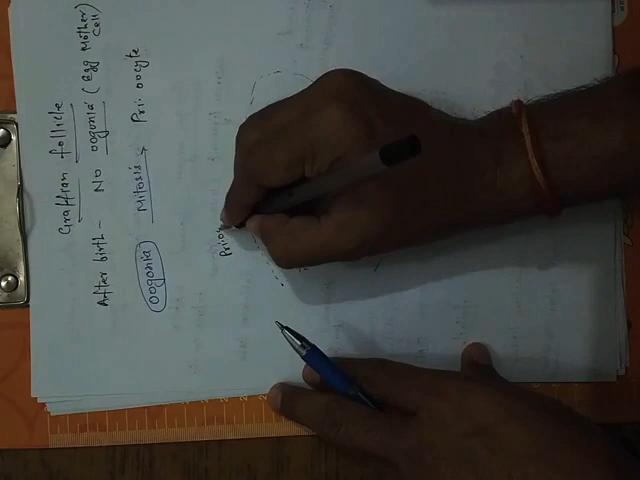 Graffian follicle
After birth - No oogonia (egg Mother cell)
oogonia Mitosis → Pri. oocyte